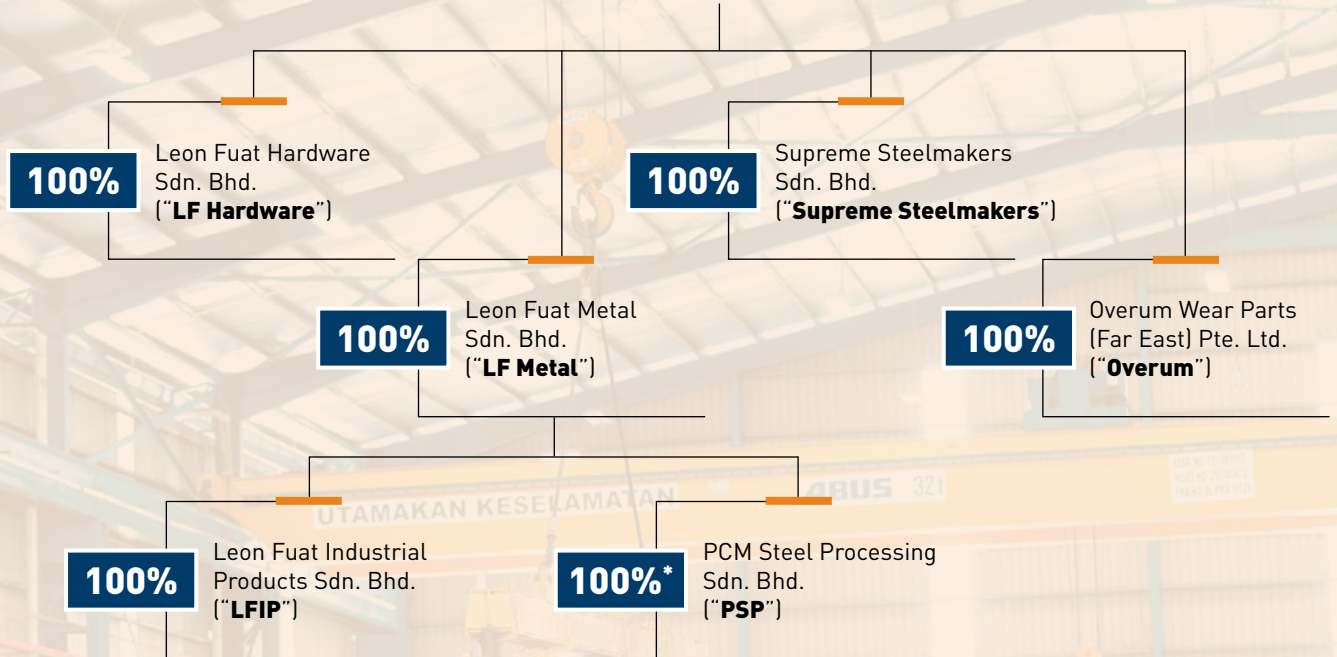 100%
Leon Fuat Hardware
Sdn. Bhd.
(“LF Hardware”)
100%
Supreme Steelmakers
Sdn. Bhd.
(“Supreme Steelmakers”)
100%
Leon Fuat Metal
Sdn. Bhd.
(“LF Metal”)
100%
Overum Wear Parts
(Far East) Pte. Ltd.
(“Overum”)
UTAMAKAN KESELAMATAN
ABUS 321
100%
Leon Fuat Industrial
Products Sdn. Bhd.
(“LFIP”)
100%*
PCM Steel Processing
Sdn. Bhd.
(“PSP”)